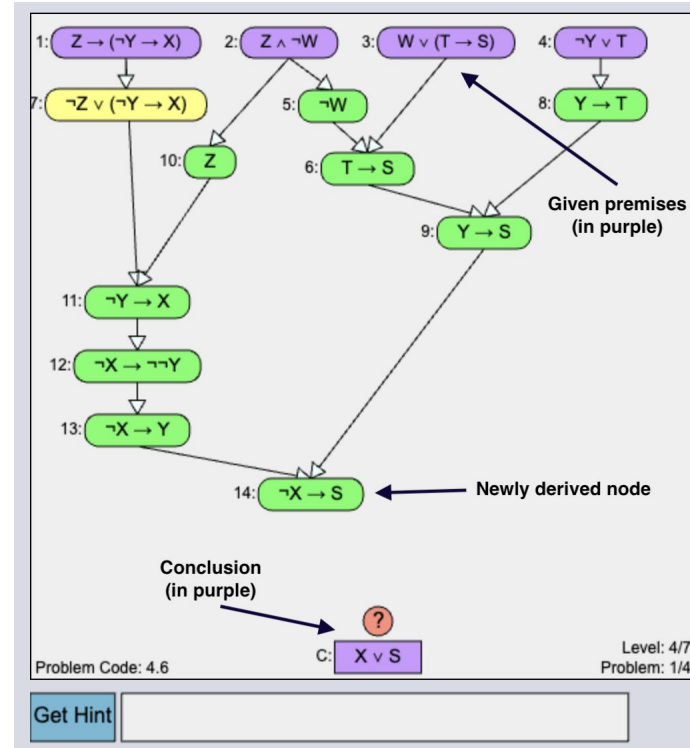 1: Z → (¬Y → X) 2: Z ∧ ¬W 3: W ∨ (T → S) 4: ¬Y ∨ T
7: ¬Z ∨ (¬Y → X) 5: ¬W 8: Y → T
10: Z 6: T → S
Given premises
(in purple)
9: Y → S
11: ¬Y → X
12: ¬X → ¬¬Y
13: ¬X → Y
14: ¬X → S Newly derived node
Conclusion
(in purple)
?
C: X ∨ S
Problem Code: 4.6
Level: 4/7
Problem: 1/4
Get Hint